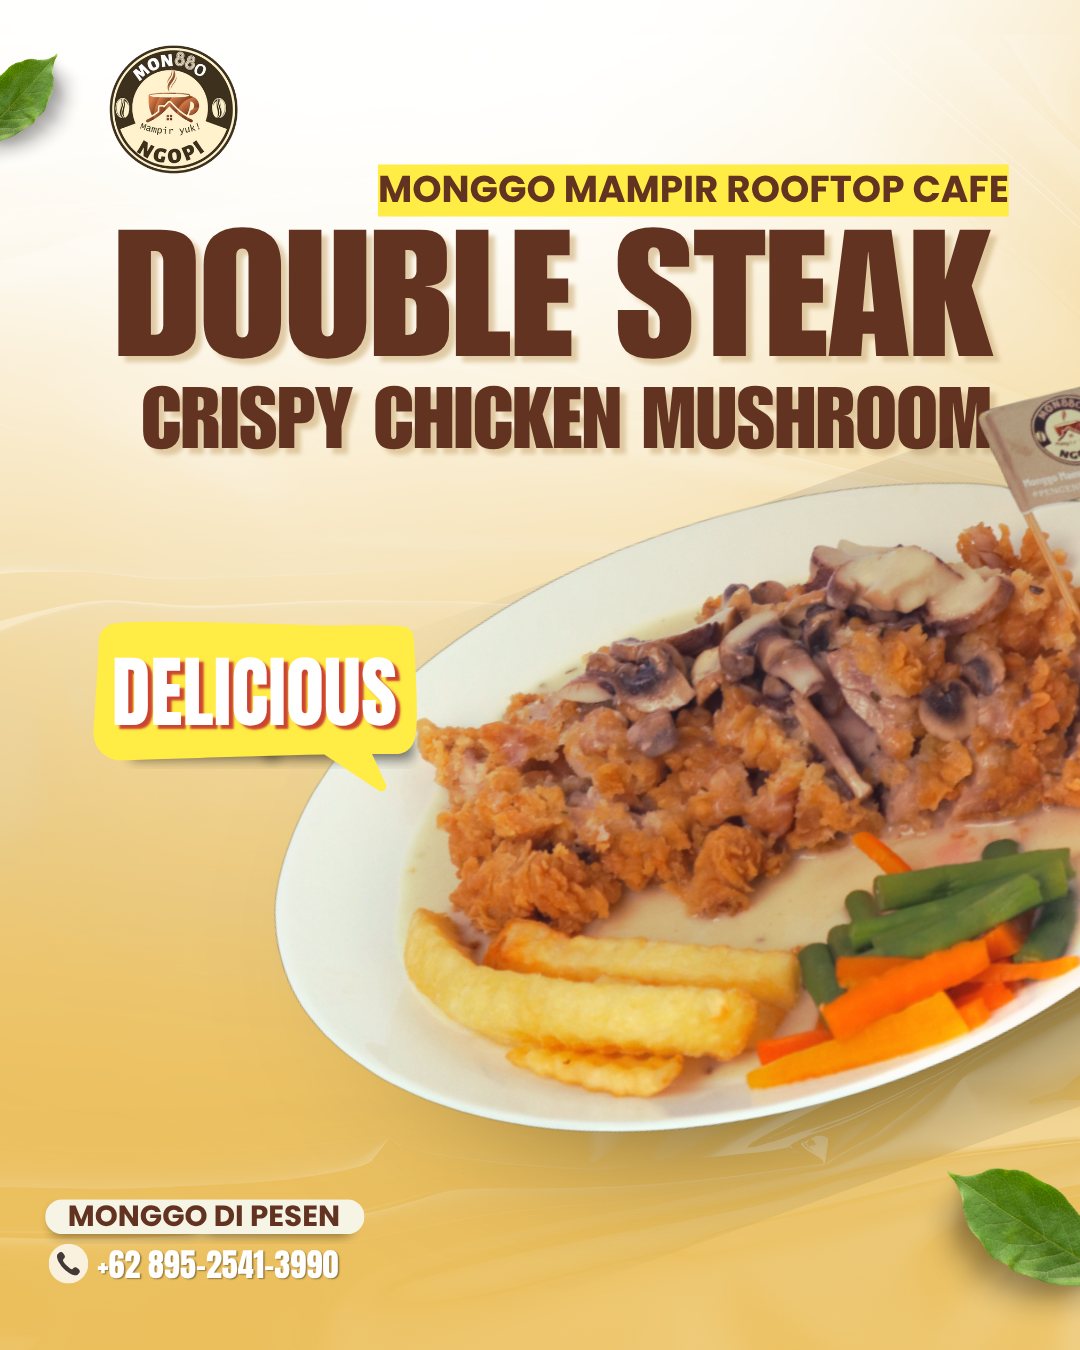 MON88O
Mampir yuk!
NGOPI
MONGGO MAMPIR ROOFTOP CAFE
DOUBLE STEAK
CRISPY CHICKEN MUSHROOM
DELICIOUS
MONGGO DI PESEN
+62 895-2541-3990